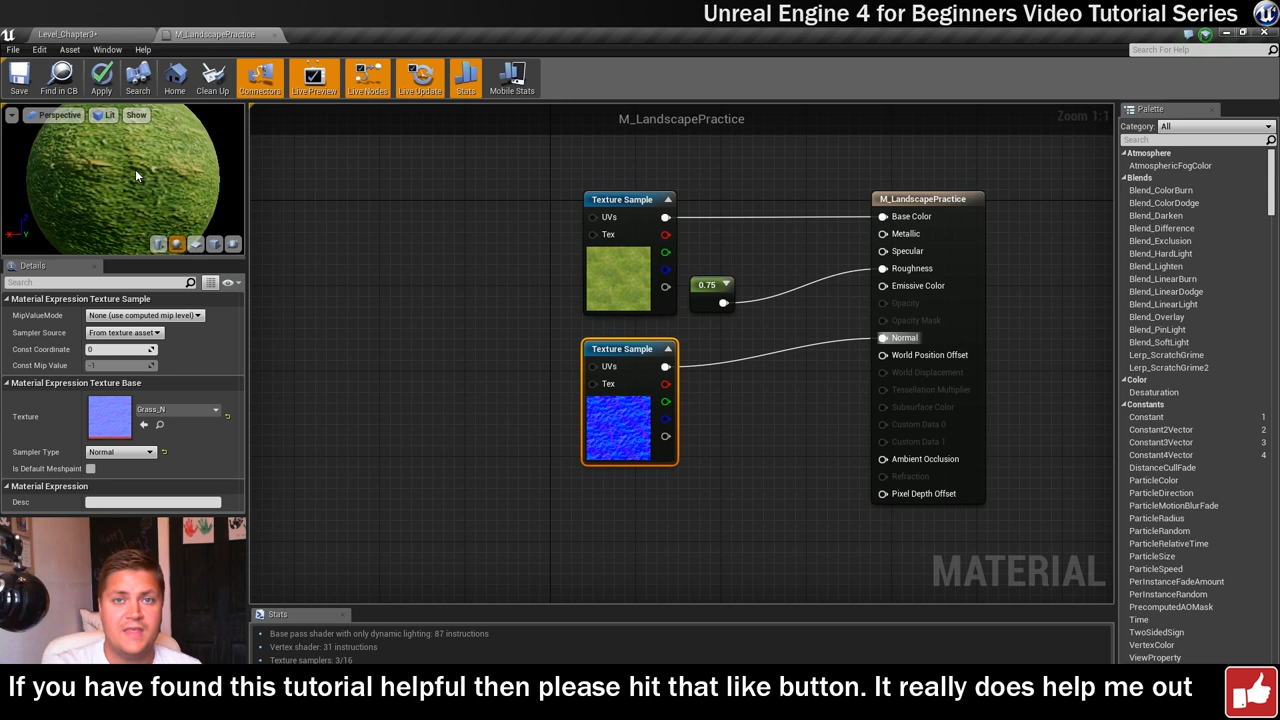 Unreal Engine 4 for Beginners Video Tutorial Series
Level_Chapter3*
M_LandscapePractice
File Edit Asset Window Help
Search For Help
Save Find in CB Apply Search Home Clean Up Connectors Live Preview Live Nodes Live Update Stats Mobile Stats
Perspective Lit Show
M_LandscapePractice
Zoom 1:1
Palette
Category: All
Search
Atmosphere
AtmosphericFogColor
Blends
Blend_ColorBurn
Blend_ColorDodge
Blend_Darken
Blend_Difference
Blend_Exclusion
Blend_HardLight
Blend_Lighten
Blend_LinearBurn
Blend_LinearDodge
Blend_LinearLight
Blend_Overlay
Blend_PinLight
Blend_Screen
Blend_SoftLight
Lerp_ScratchGrime
Lerp_ScratchGrime2
Color
Desaturation
Constants
Constant 1
Constant2Vector 2
Constant3Vector 3
Constant4Vector 4
DistanceCullFade
ParticleColor
ParticleDirection
ParticleMotionBlurFade
ParticleRadius
ParticleRandom
ParticleRelativeTime
ParticleSize
ParticleSpeed
PerInstanceFadeAmount
PerInstanceRandom
PrecomputedAOMask
Time
TwoSidedSign
VertexColor
ViewProperty
Texture Sample
UVs
Tex
0.75
Texture Sample
UVs
Tex
M_LandscapePractice
Base Color
Metallic
Specular
Roughness
Emissive Color
Opacity
Opacity Mask
Normal
World Position Offset
World Displacement
Tessellation Multiplier
Subsurface Color
Custom Data 0
Custom Data 1
Ambient Occlusion
Refraction
Pixel Depth Offset
MATERIAL
Details
Search
Material Expression Texture Sample
MipValueMode None (use computed mip level)
Sampler Source From texture asset
Const Coordinate 0
Const Mip Value -1
Material Expression Texture Base
Texture Grass_N
Sampler Type Normal
Is Default Meshpaint
Material Expression
Desc
Stats
Base pass shader with only dynamic lighting: 87 instructions
Vertex shader: 31 instructions
Texture samplers: 3/16
If you have found this tutorial helpful then please hit that like button. It really does help me out